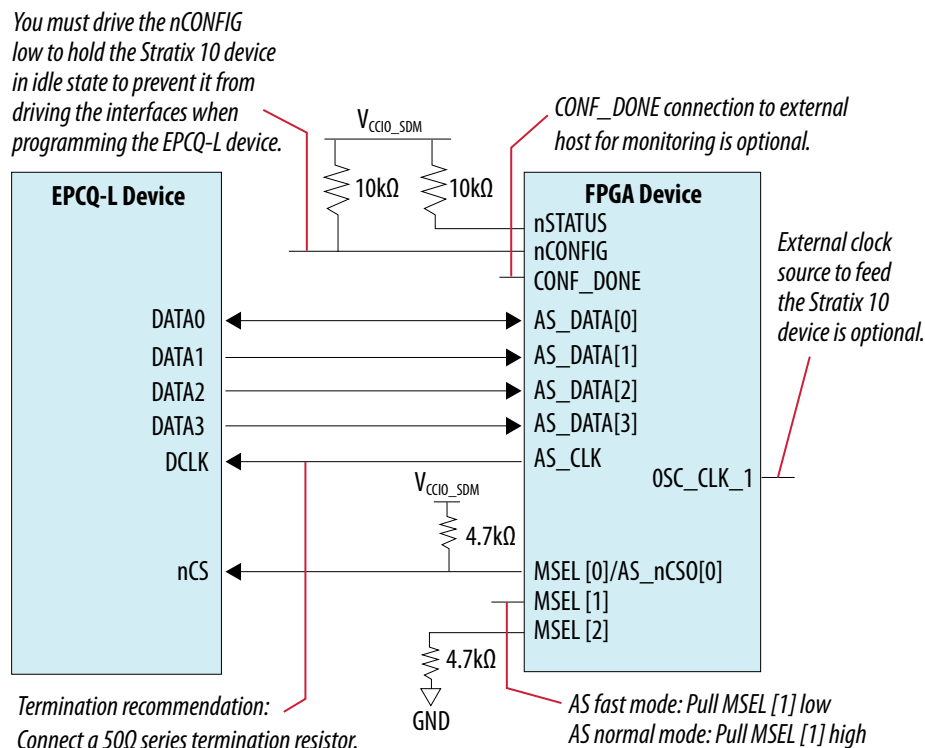 You must drive the nCONFIG
low to hold the Stratix 10 device
in idle state to prevent it from
driving the interfaces when
programming the EPCQ-L device.
VCCIO_SDM
CONF_DONE connection to external
host for monitoring is optional.
10kΩ
10kΩ
EPCQ-L Device
FPGA Device
nSTATUS
nCONFIG
CONF_DONE
External clock
source to feed
the Stratix 10
device is optional.
DATA0
AS_DATA[0]
DATA1
AS_DATA[1]
DATA2
AS_DATA[2]
DATA3
AS_DATA[3]
DCLK
AS_CLK
OSC_CLK_1
VCCIO_SDM
4.7kΩ
nCS
MSEL [0]/AS_nCSO[0]
MSEL [1]
MSEL [2]
4.7kΩ
GND
Termination recommendation:
Connect a 50Ω series termination resistor.
AS fast mode: Pull MSEL [1] low
AS normal mode: Pull MSEL [1] high